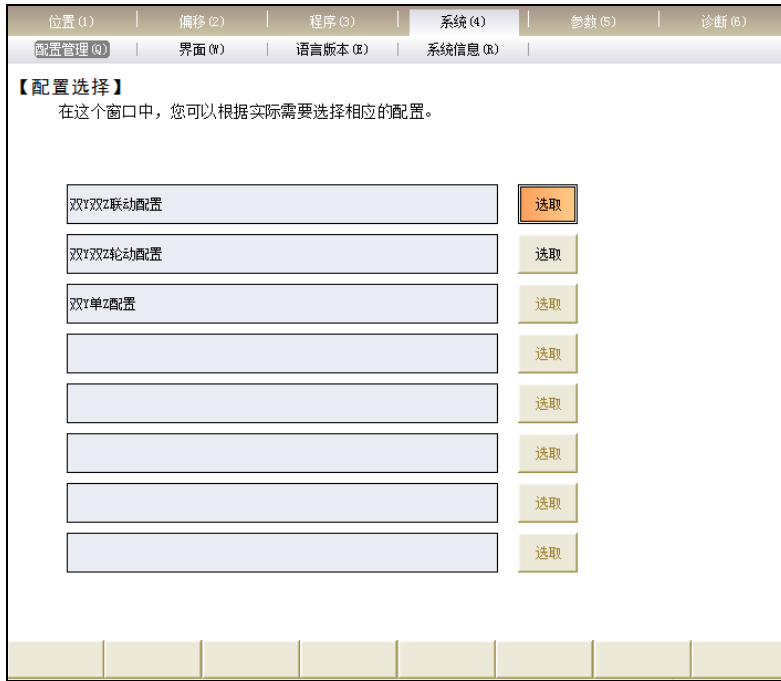 位置(1) 偏移(2) 程序(3) 系统(4) 参数(5) 诊断(6)
配置管理(Q) 界面(W) 语言版本(E) 系统信息(R)
【配置选择】
在这个窗口中，您可以根据实际需要选择相应的配置。
双Y双Z联动配置 选取
双Y双Z轮动配置 选取
双Y单Z配置 选取
选取
选取
选取
选取
选取